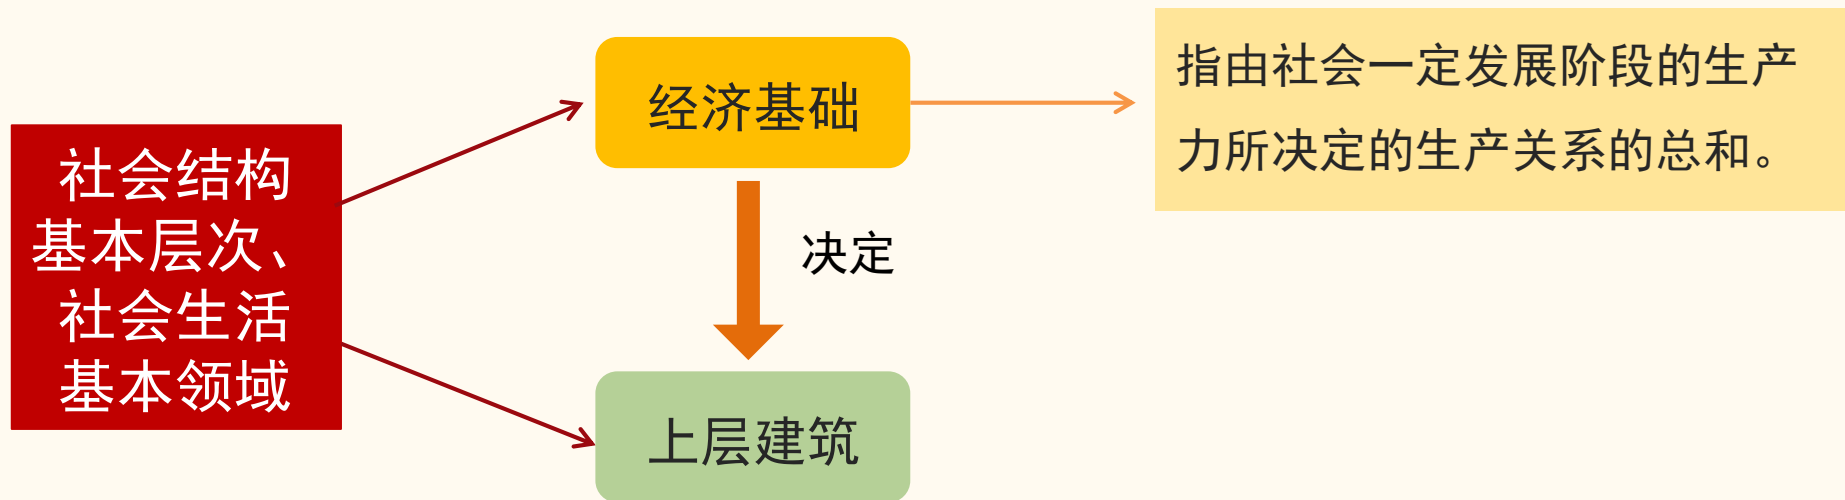 社会结构
基本层次、
社会生活
基本领域
经济基础
指由社会一定发展阶段的生产
力所决定的生产关系的总和。
决定
上层建筑